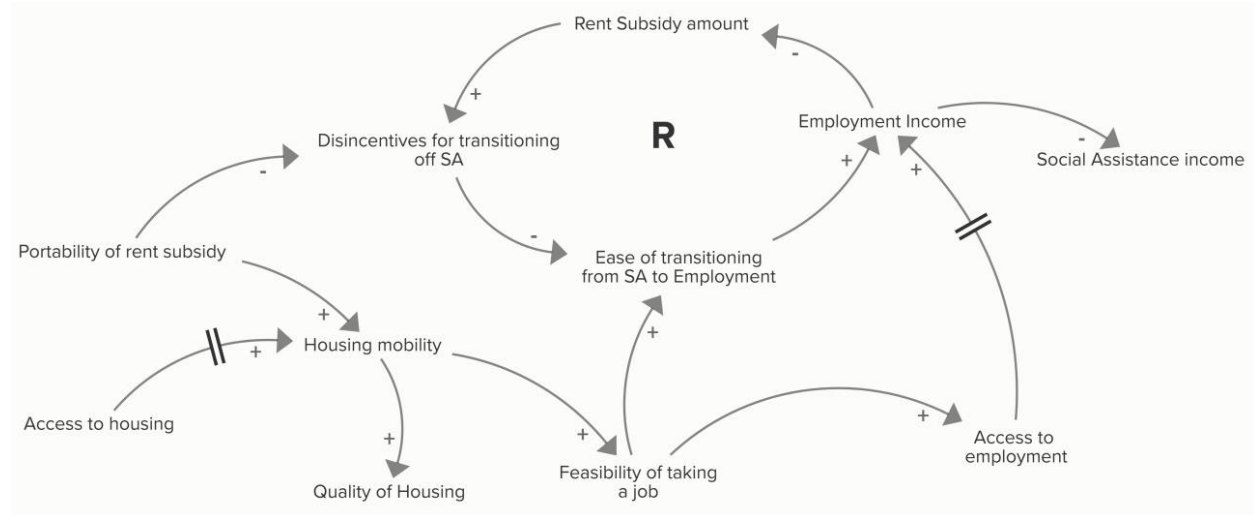 Rent Subsidy amount
-
+
R
Employment Income
-
Social Assistance income
Disincentives for transitioning
off SA
+
+
-
Portability of rent subsidy
-
Ease of transitioning
from SA to Employment
+
+
Housing mobility
+
Access to housing
+
+
+
+
Access to
employment
Feasibility of taking
a job
Quality of Housing